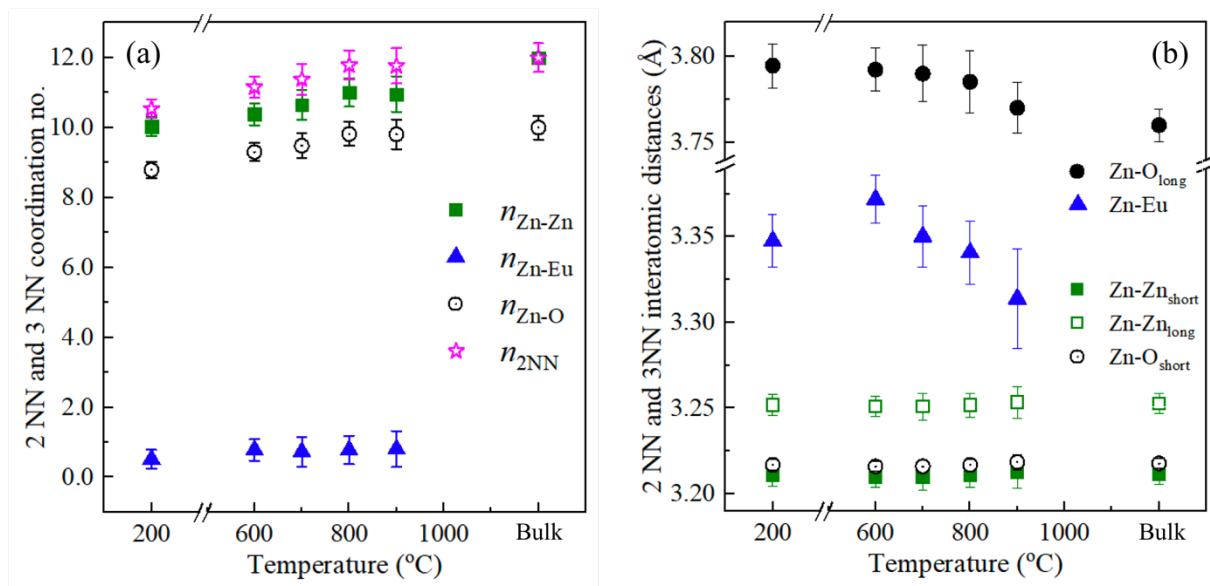 (a)
2 NN and 3 NN coordination no.
12.0
10.0
8.0
6.0
4.0
2.0
0.0
nZn-Zn
nZn-Eu
nZn-O
n2NN
200 600 700 800 900 1000 Bulk
Temperature (ºC)
(b)
2 NN and 3NN interatomic distances (Å)
3.80
3.75
3.35
3.30
3.25
3.20
Zn-Olong
Zn-Eu
Zn-Znshort
Zn-Znlong
Zn-Oshort
200 600 700 800 900 1000 Bulk
Temperature (ºC)